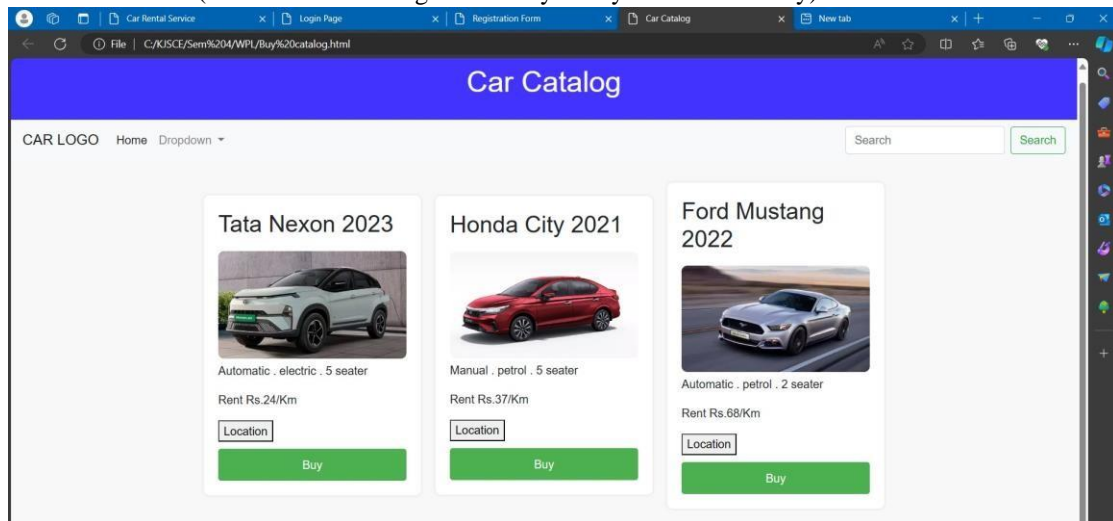 Car Rental Service
Login Page
Registration Form
Car Catalog
New tab
File | C:/KJSCE/Sem%204/WPL/Buy%20catalog.html
Car Catalog
CAR LOGO Home Dropdown
Search Search
Tata Nexon 2023
Automatic . electric . 5 seater
Rent Rs.24/Km
Location
Buy
Honda City 2021
Manual . petrol . 5 seater
Rent Rs.37/Km
Location
Buy
Ford Mustang
2022
Automatic . petrol . 2 seater
Rent Rs.68/Km
Location
Buy